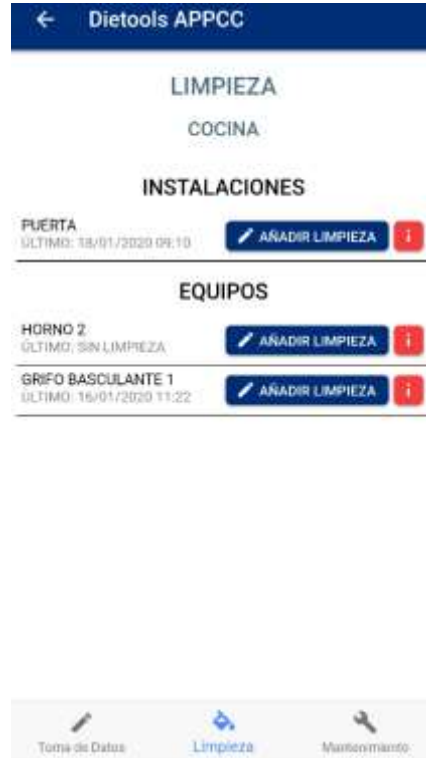 Dietools APPCC
LIMPIEZA
COCINA
INSTALACIONES
PUERTA
ÚLTIMO: 18/01/2020 09:10
AÑADIR LIMPIEZA
EQUIPOS
HORNO 2
ÚLTIMO: SIN LIMPIEZA
AÑADIR LIMPIEZA
GRIFO BASCULANTE 1
ÚLTIMO: 16/01/2020 11:22
AÑADIR LIMPIEZA
Toma de Datos
Limpieza
Mantenimiento